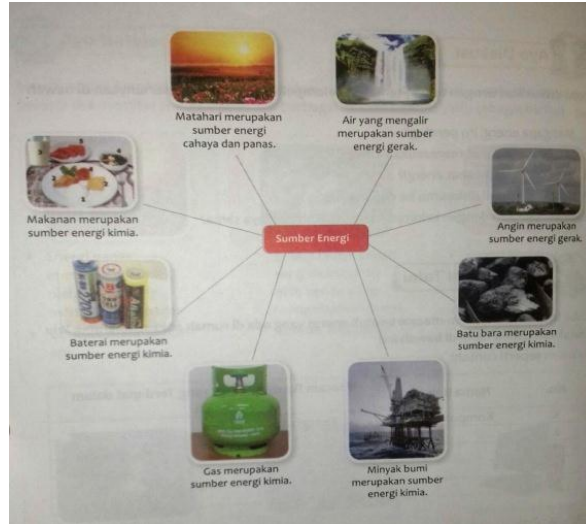 Matahari merupakan
sumber energi
cahaya dan panas.
Air yang mengalir
merupakan sumber
energi gerak.
Makanan merupakan
sumber energi kimia.
Sumber Energi
Angin merupakan
sumber energi gerak.
Baterai merupakan
sumber energi kimia.
Batu bara merupakan
sumber energi kimia.
Gas merupakan
sumber energi kimia.
Minyak bumi
merupakan sumber
energi kimia.